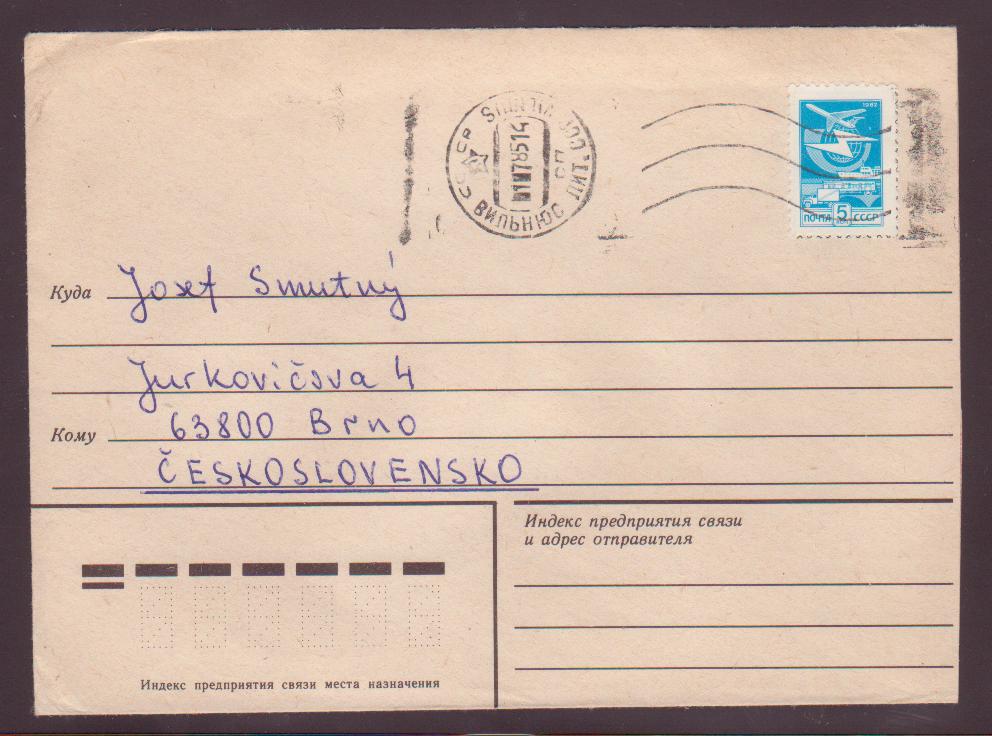 СССР VILNIUS
ВИЛЬНЮС
1982
ПОЧТА 5 СССР
Куда Josef Smutný
Jurkovičova 4
Кому 63800 Brno
ČESKOSLOVENSKO
Индекс предприятия связи
и адрес отправителя
Индекс предприятия связи места назначения